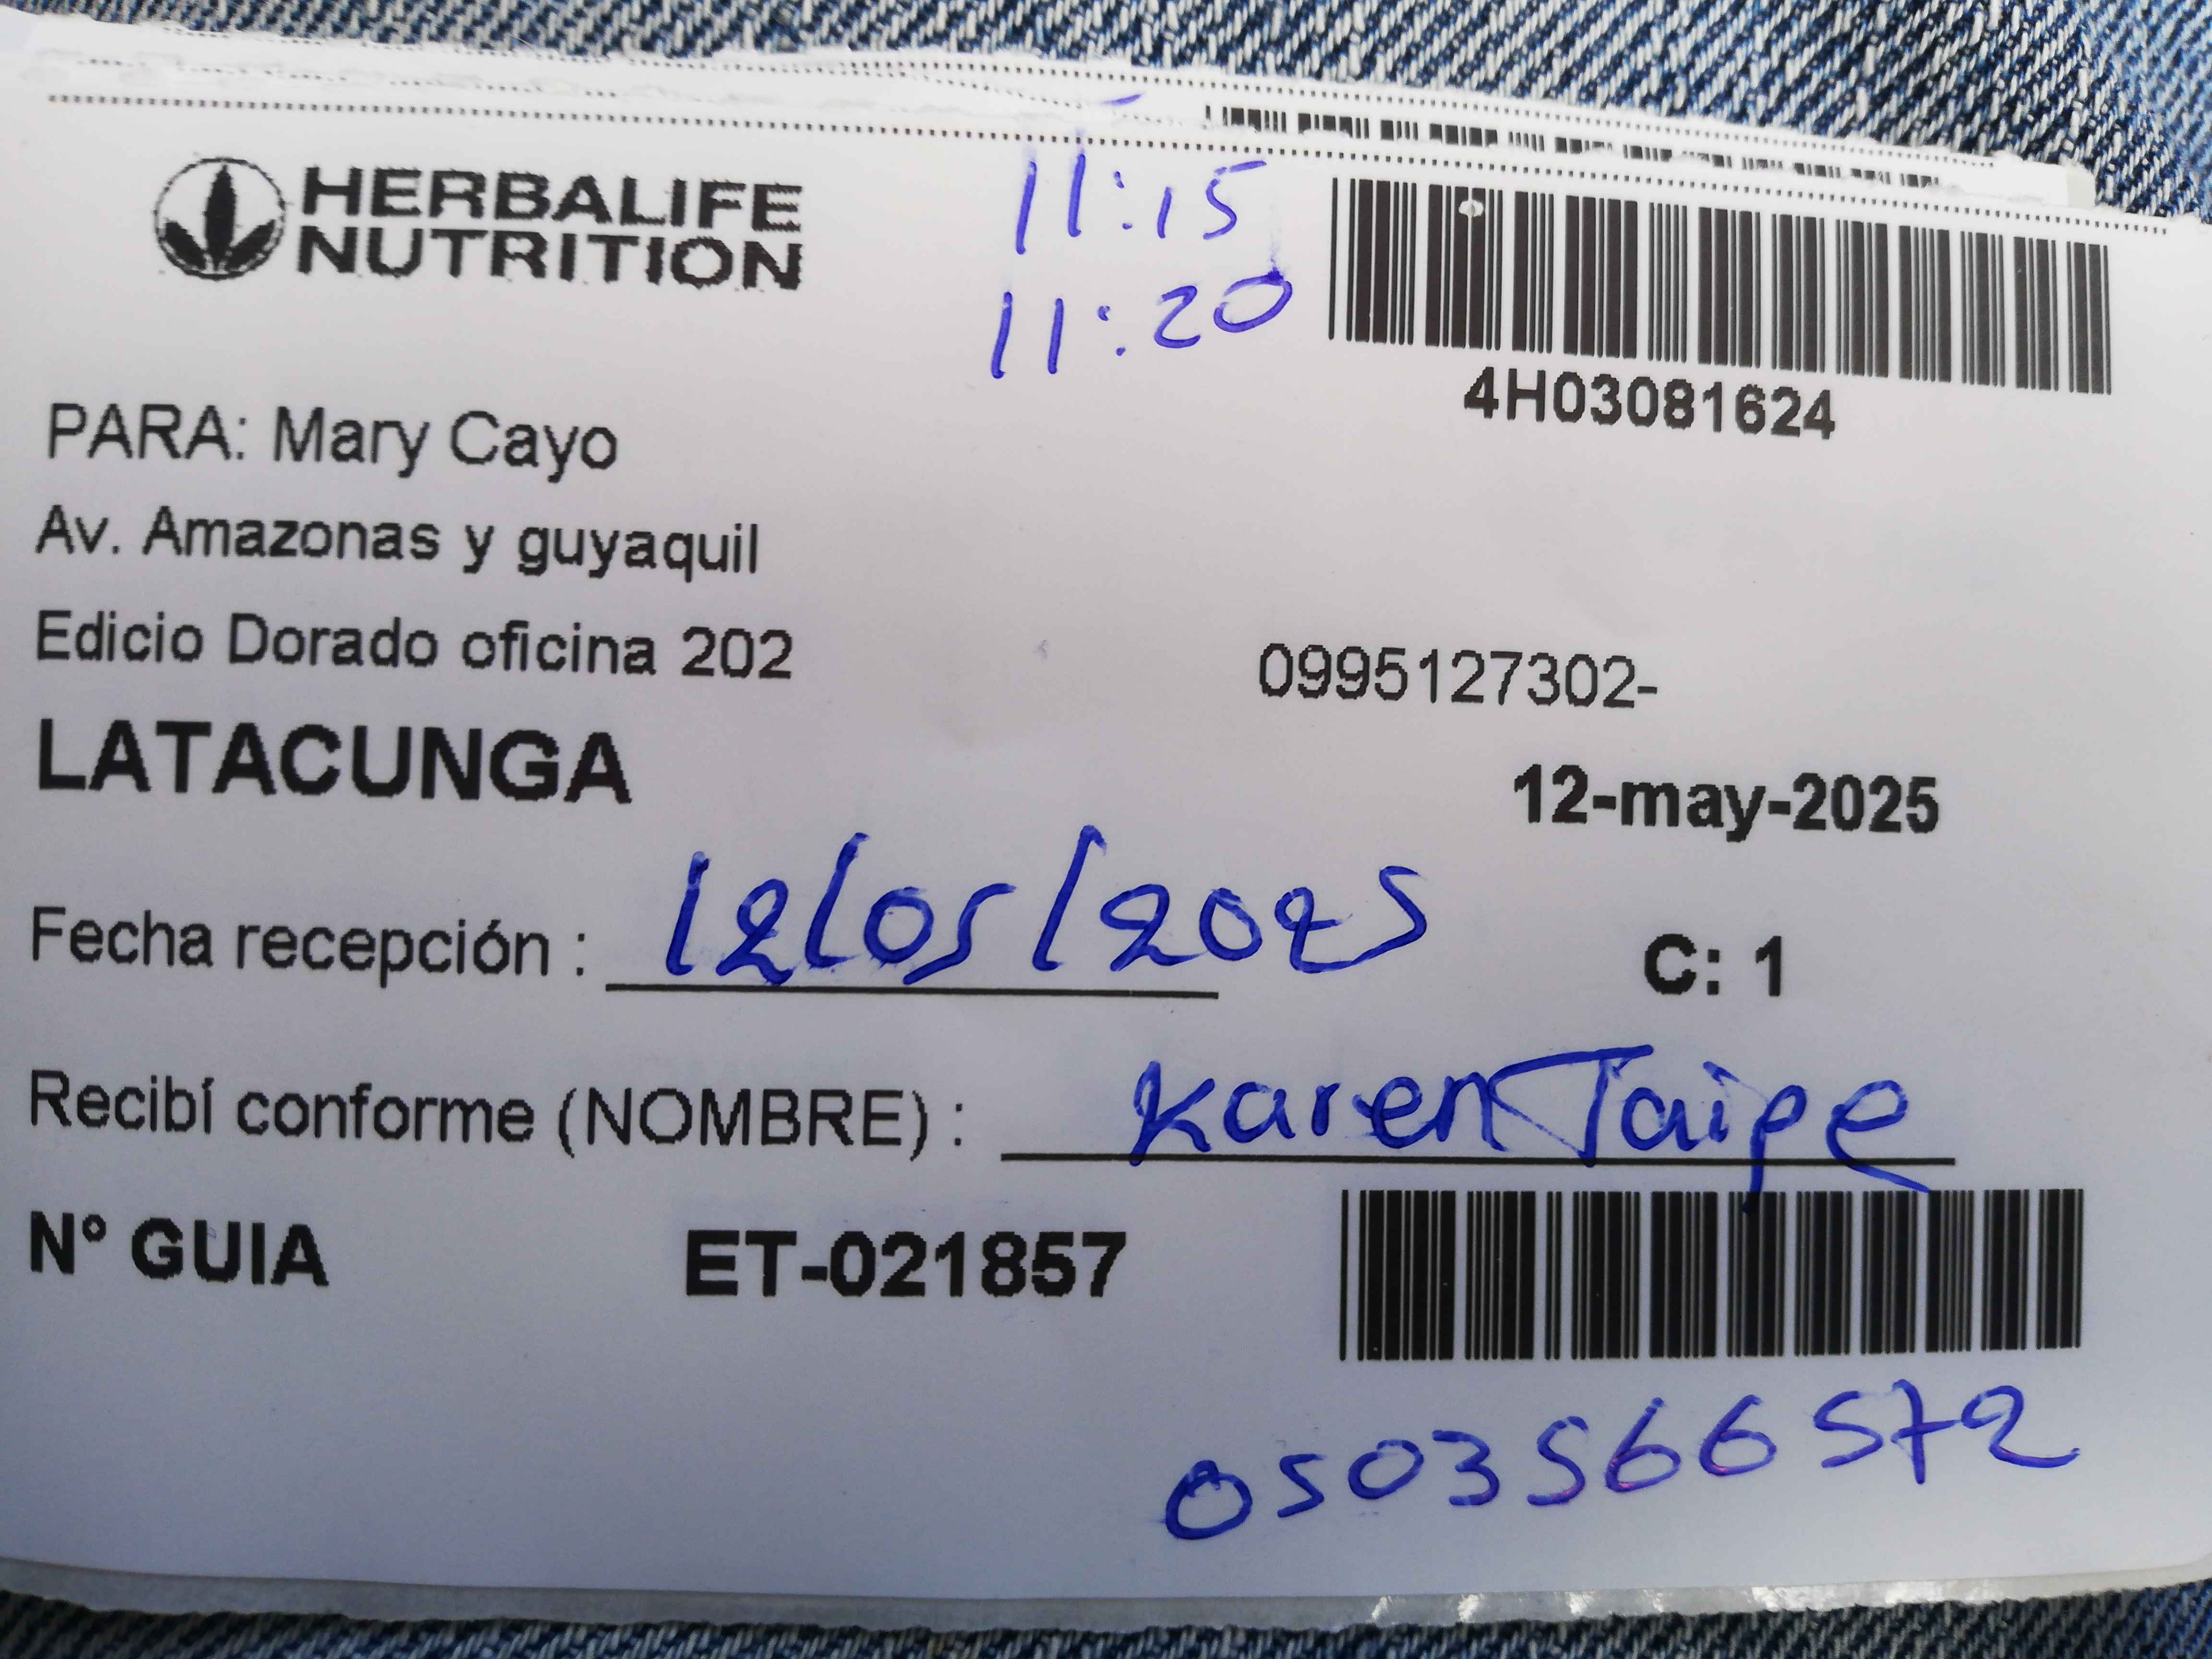 HERBALIFE
NUTRITION
11:15
11:20
4H03081624
PARA: Mary Cayo
Av. Amazonas y guyaquil
Edicio Dorado oficina 202
0995127302-
LATACUNGA
12-may-2025
Fecha recepción : 12/05/2025
C: 1
Recibí conforme (NOMBRE) : Karen Taipe
N° GUIA ET-021857
0503566572